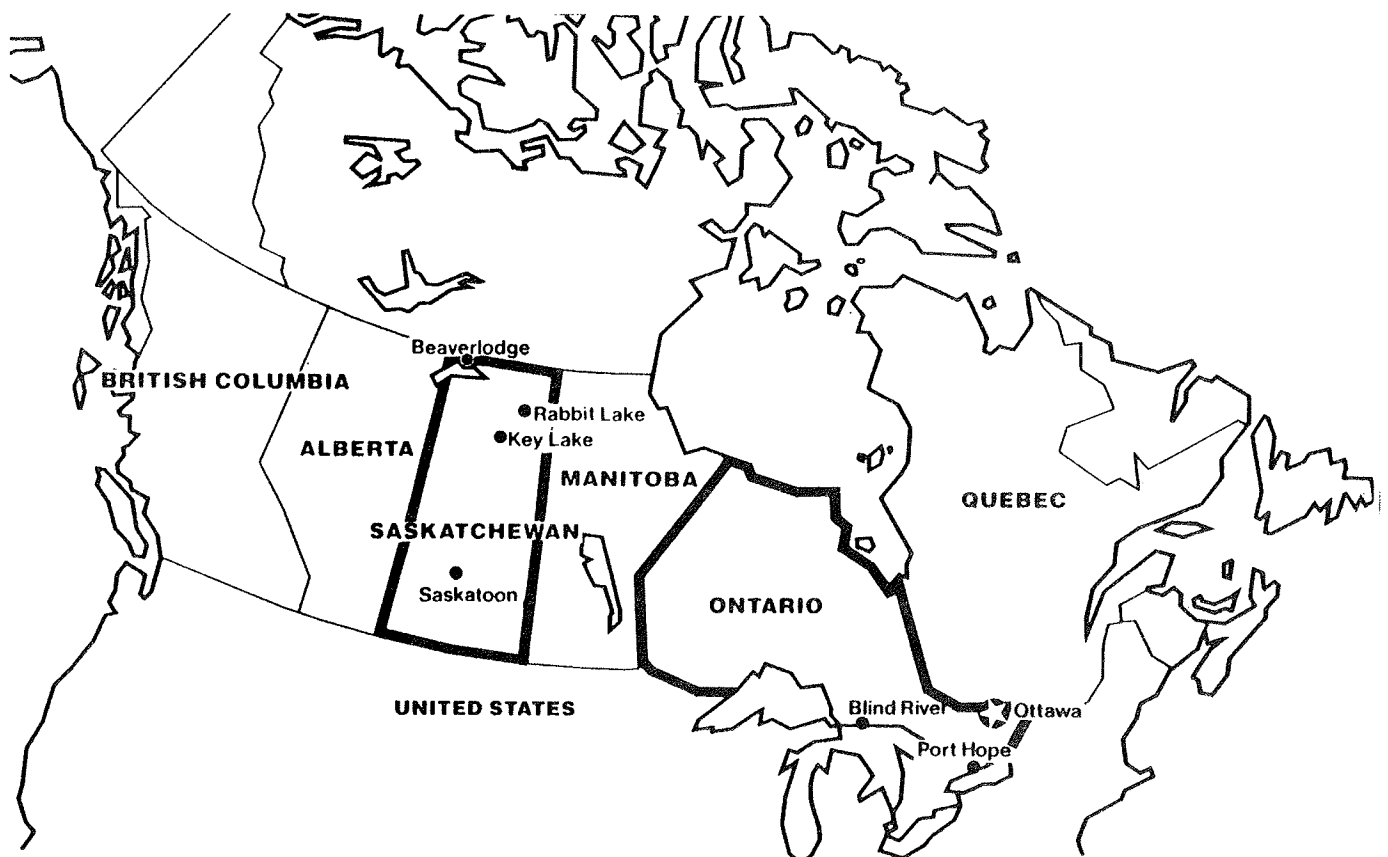 Beaverlodge
BRITISH COLUMBIA
Rabbit Lake
Key Lake
ALBERTA
MANITOBA
QUEBEC
SASKATCHEWAN
Saskatoon
ONTARIO
UNITED STATES
Blind River
Ottawa
Port Hope